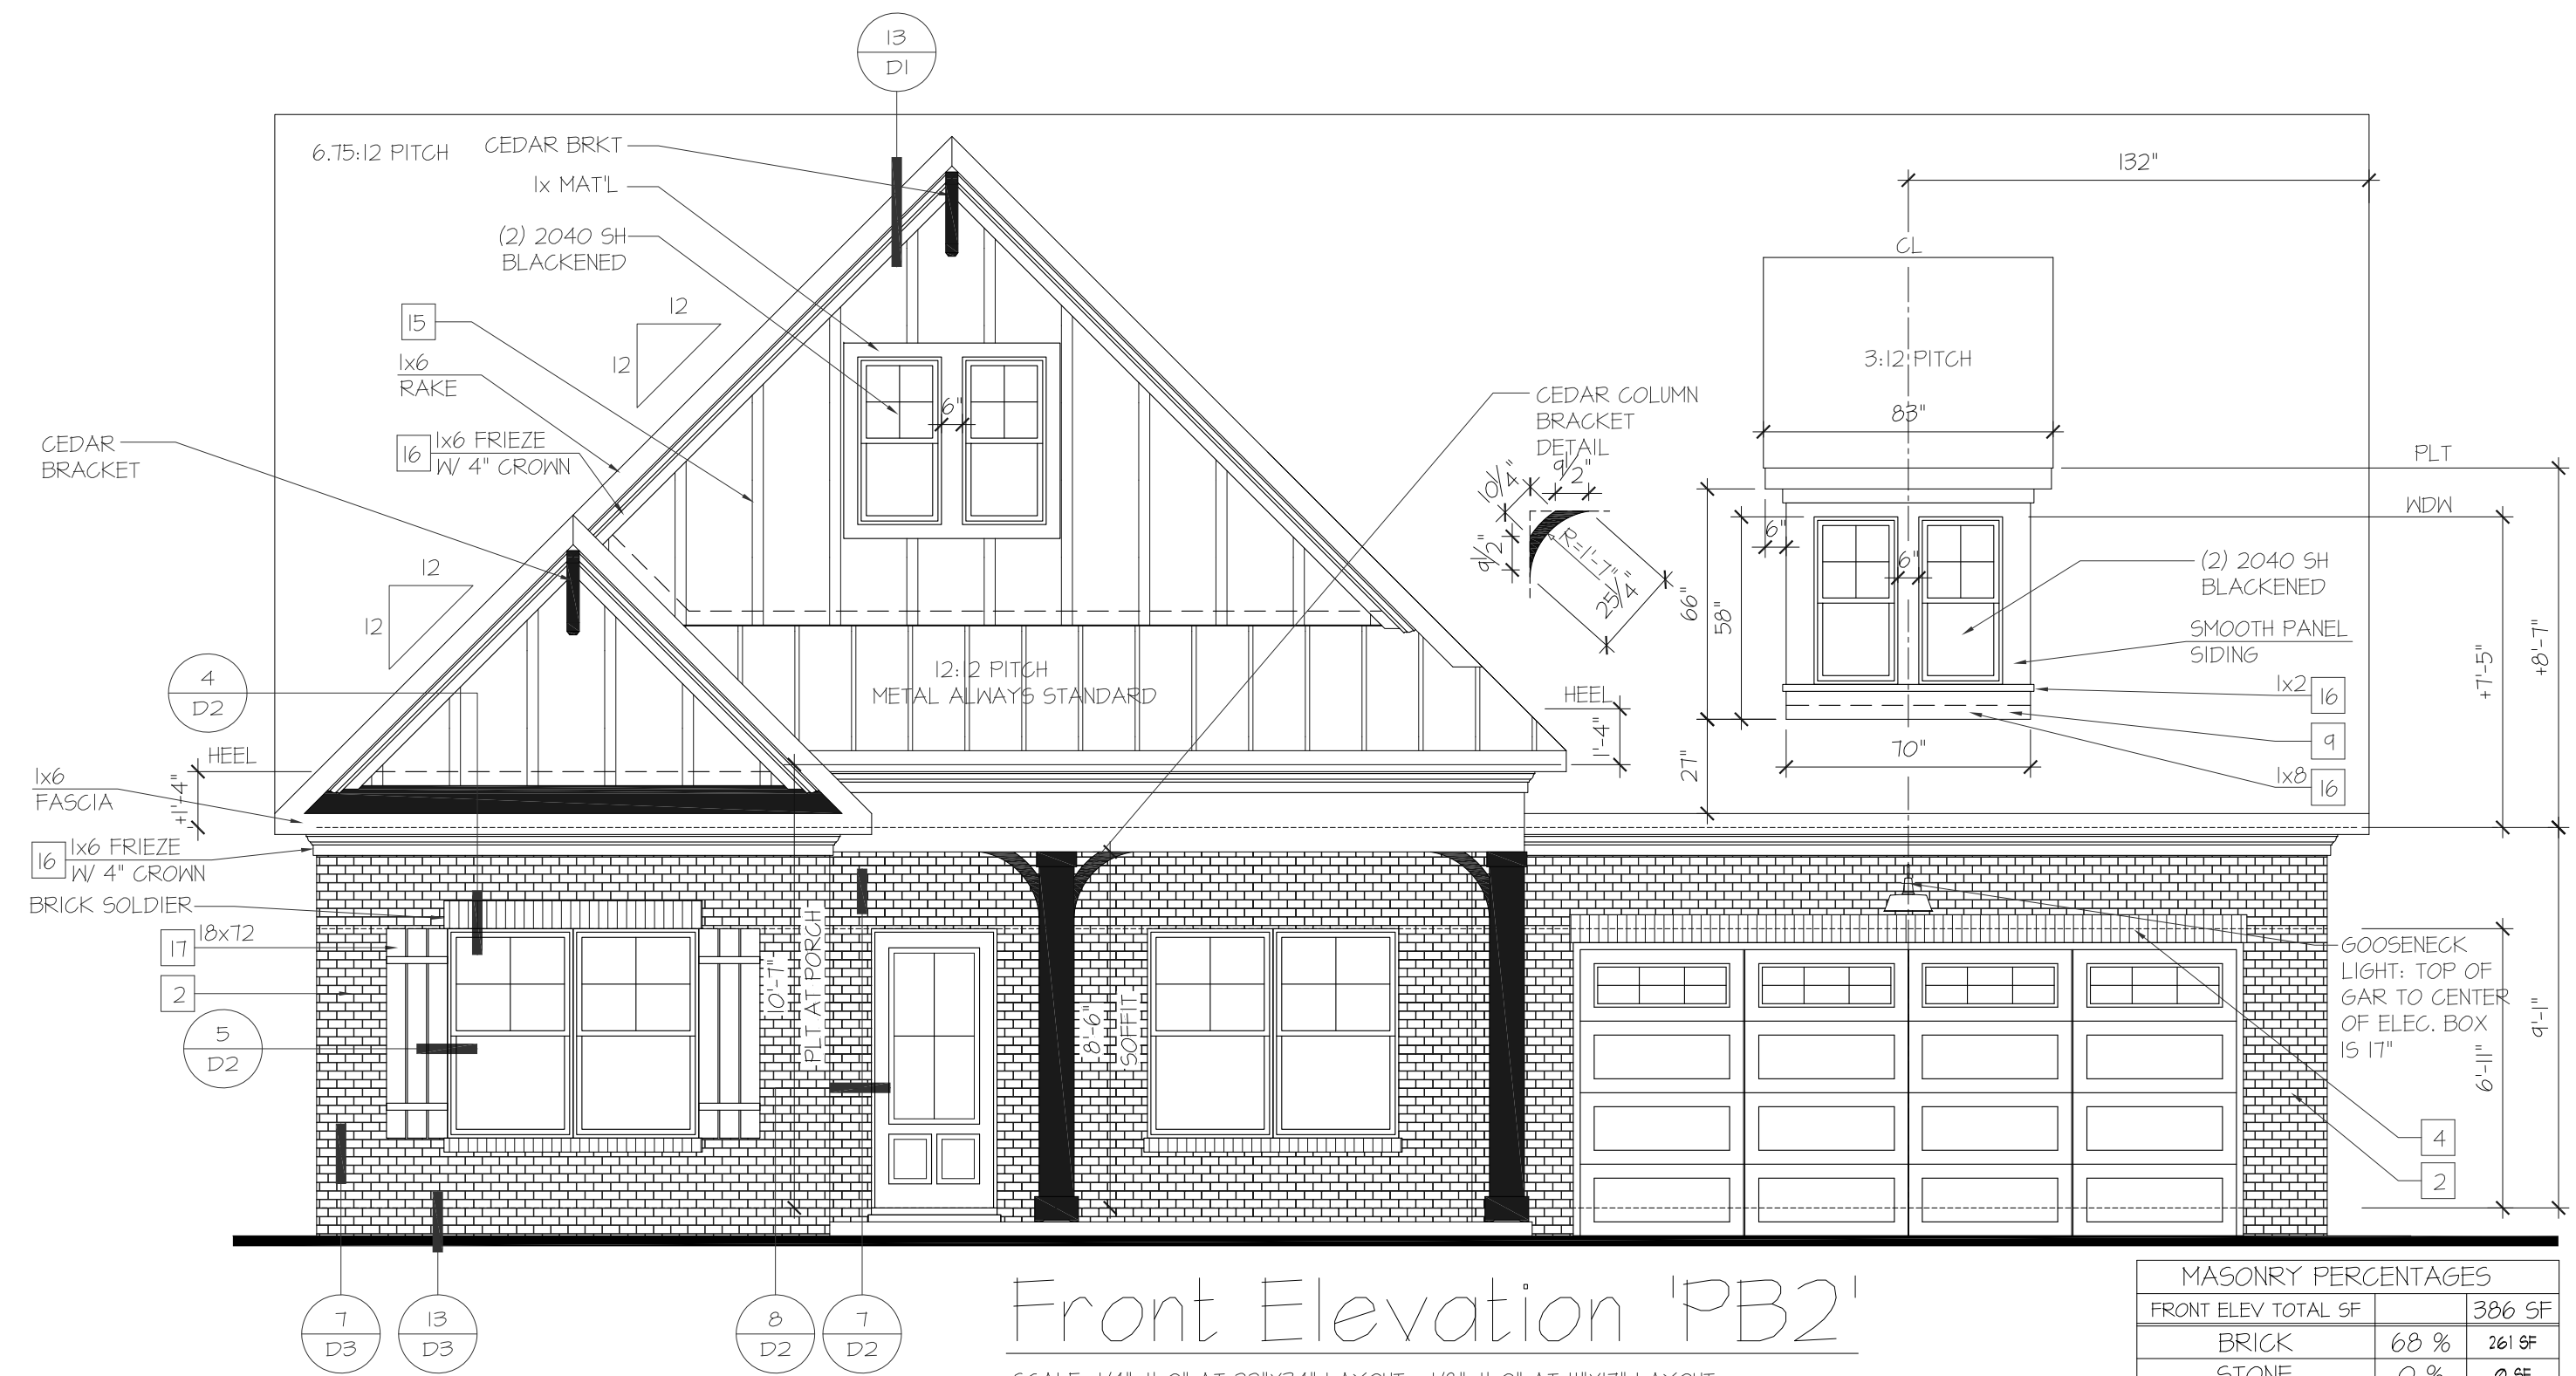 13
D1
6.75:12 PITCH
CEDAR BRKT
1x MAT'L
(2) 2040 SH
BLACKENED
12
12
15
1x6
RAKE
16
1x6 FRIEZE
W/ 4" CROWN
CEDAR
BRACKET
6"
12
12
4
D2
HEEL
+1'-4"
1x6
FASCIA
16
1x6 FRIEZE
W/ 4" CROWN
BRICK SOLDIER
17
18x72
2
5
D2
12:12 PITCH
METAL ALWAYS STANDARD
CEDAR COLUMN
BRACKET
DETAIL
9 1/2"
10 1/4"
9 1/2"
R=1'-7"
25 1/4"
HEEL
1'-4"
10'-7"
PLT AT PORCH
8'-6"
SOFFIT
132"
CL
3:12 PITCH
83"
PLT
WDW
6"
6"
66"
58"
27"
70"
(2) 2040 SH
BLACKENED
SMOOTH PANEL
SIDING
1x2
16
9
1x8
16
+7'-5"
+8'-7"
GOOSENECK
LIGHT: TOP OF
GAR TO CENTER
OF ELEC. BOX
IS 17"
6'-11"
9'-1"
4
2
7
D3
13
D3
8
D2
7
D2
Front Elevation 'PB2'
MASONRY PERCENTAGES
FRONT ELEV TOTAL SF 386 SF
BRICK 68 % 261 SF
STONE 0 % 0 SF